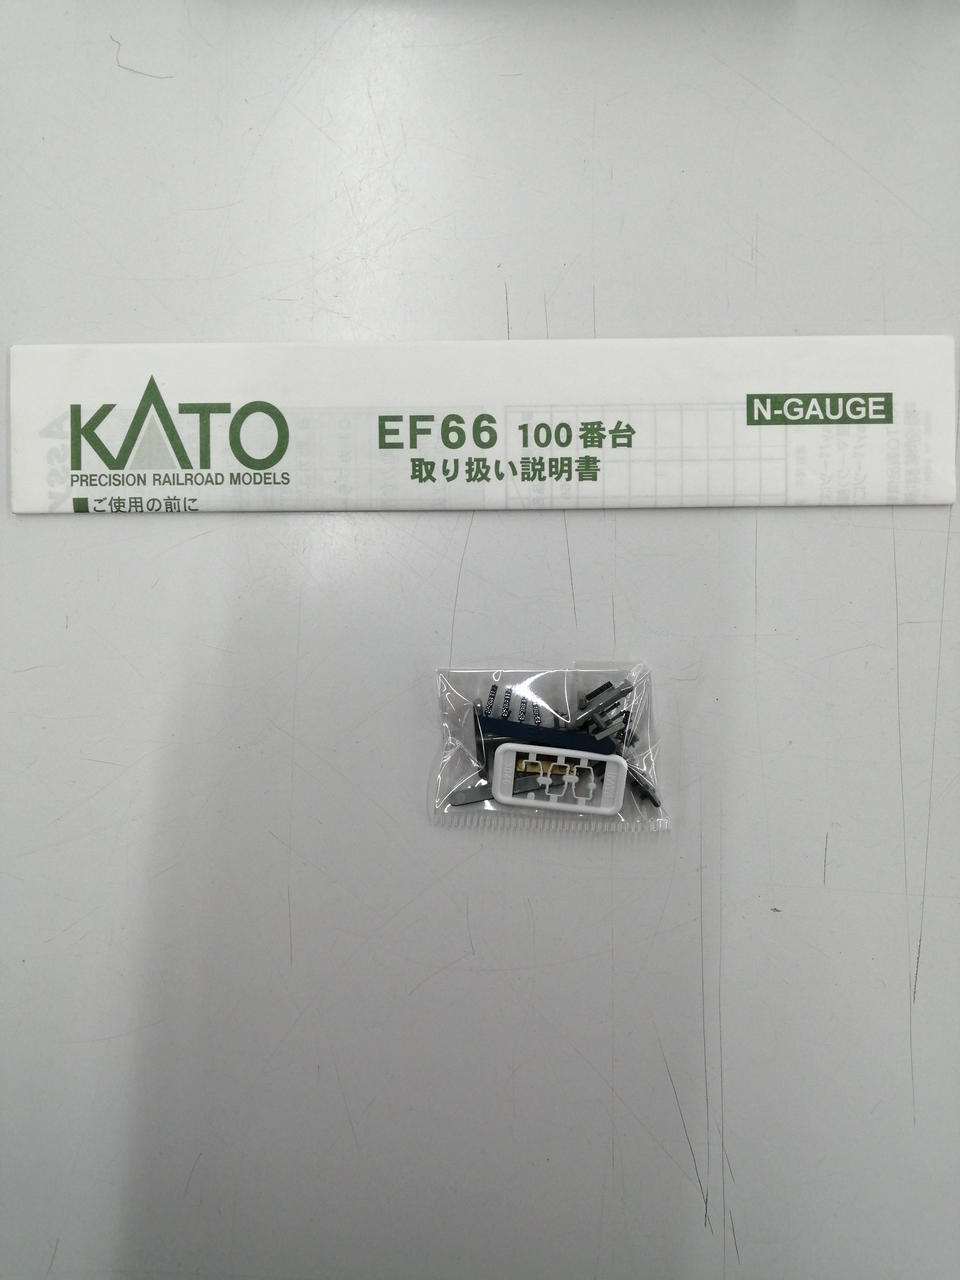 KATO
PRECISION RAILROAD MODELS
EF66 100番台
取り扱い説明書
N-GAUGE
■ご使用の前に